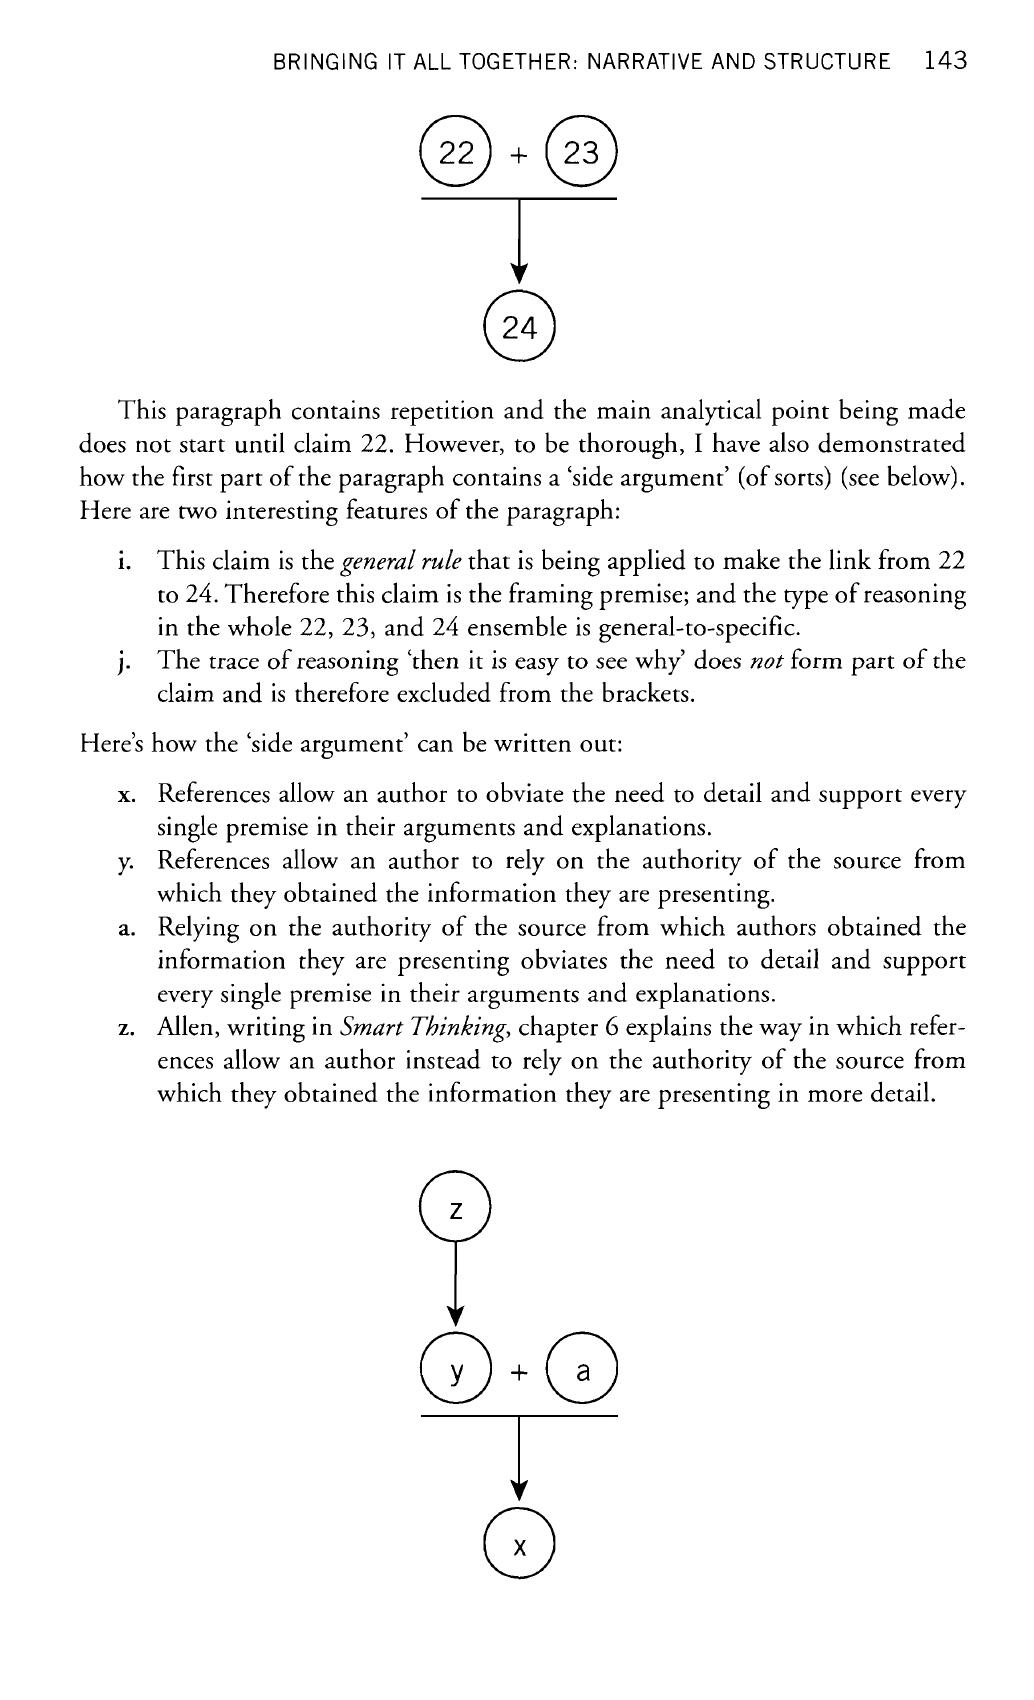 BRINGING IT ALL TOGETHER: NARRATIVE AND STRUCTURE 143
22 + 23
24
This paragraph contains repetition and the main analytical point being made
does not start until claim 22. However, to be thorough, I have also demonstrated
how the first part of the paragraph contains a ‘side argument’ (of sorts) (see below).
Here are two interesting features of the paragraph:
i. This claim is the general rule that is being applied to make the link from 22
to 24. Therefore this claim is the framing premise; and the type of reasoning
in the whole 22, 23, and 24 ensemble is general-to-specific.
j. The trace of reasoning ‘then it is easy to see why’ does not form part of the
claim and is therefore excluded from the brackets.
Here’s how the ‘side argument’ can be written out:
x. References allow an author to obviate the need to detail and support every
single premise in their arguments and explanations.
y. References allow an author to rely on the authority of the source from
which they obtained the information they are presenting.
a. Relying on the authority of the source from which authors obtained the
information they are presenting obviates the need to detail and support
every single premise in their arguments and explanations.
z. Allen, writing in Smart Thinking, chapter 6 explains the way in which refer-
ences allow an author instead to rely on the authority of the source from
which they obtained the information they are presenting in more detail.
z
y + a
x